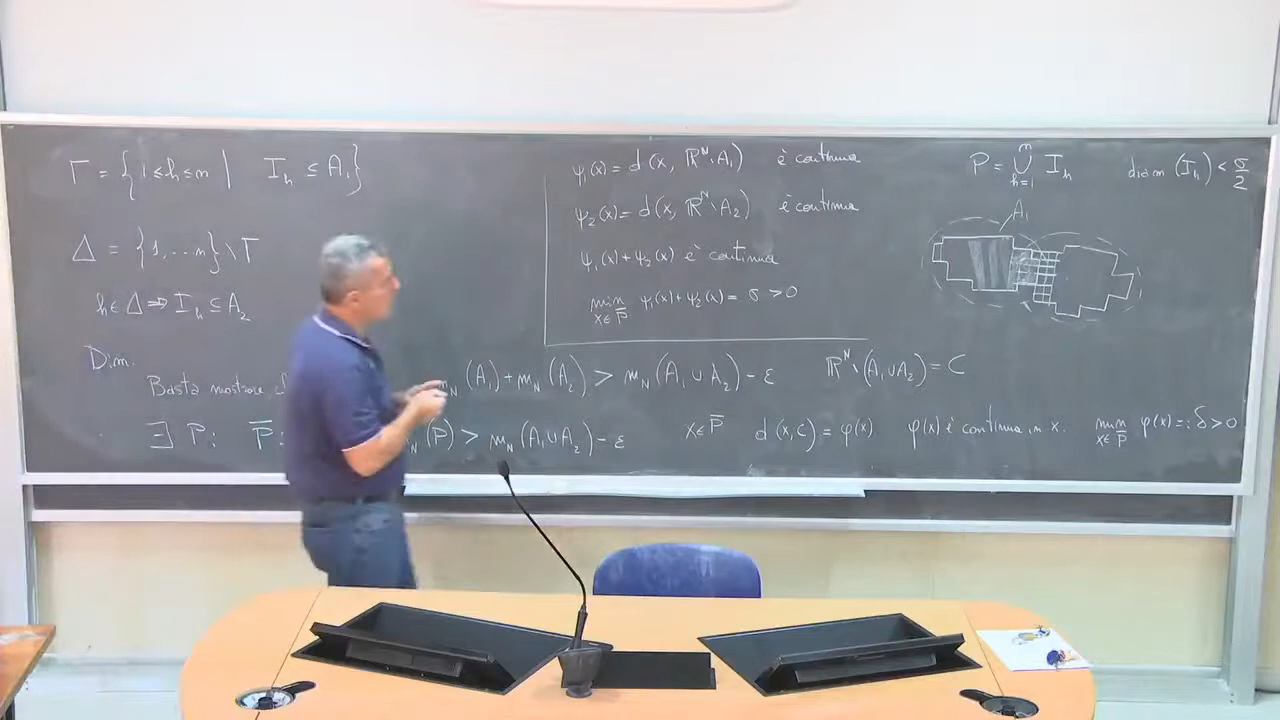 Γ = {1≤h≤n | I_h ⊆ A_1}
Δ = {1,...n}\Γ
h∈Δ ⇒ I_h ⊆ A_2
Dim.
Basta mostrare
(A_1)+m_N(A_2) > m_N(A_1∪A_2)-ε
ℝ^N\(A_1∪A_2)=C
∃ P: P̅:
(P) > m_N(A_1∪A_2)-ε
x∈P̅ d(x,C)=φ(x) φ(x) è continua in x. min_{x∈P̅} φ(x)=:δ>0
ψ_1(x)=d(x, ℝ^N\A_1) è continua
ψ_2(x)=d(x, ℝ^N\A_2) è continua
ψ_1(x)+ψ_2(x) è continua
min_{x∈P̅} ψ_1(x)+ψ_2(x)=σ>0
P = ∪_{h=1}^n I_h diam(I_h)<σ/2
A_1